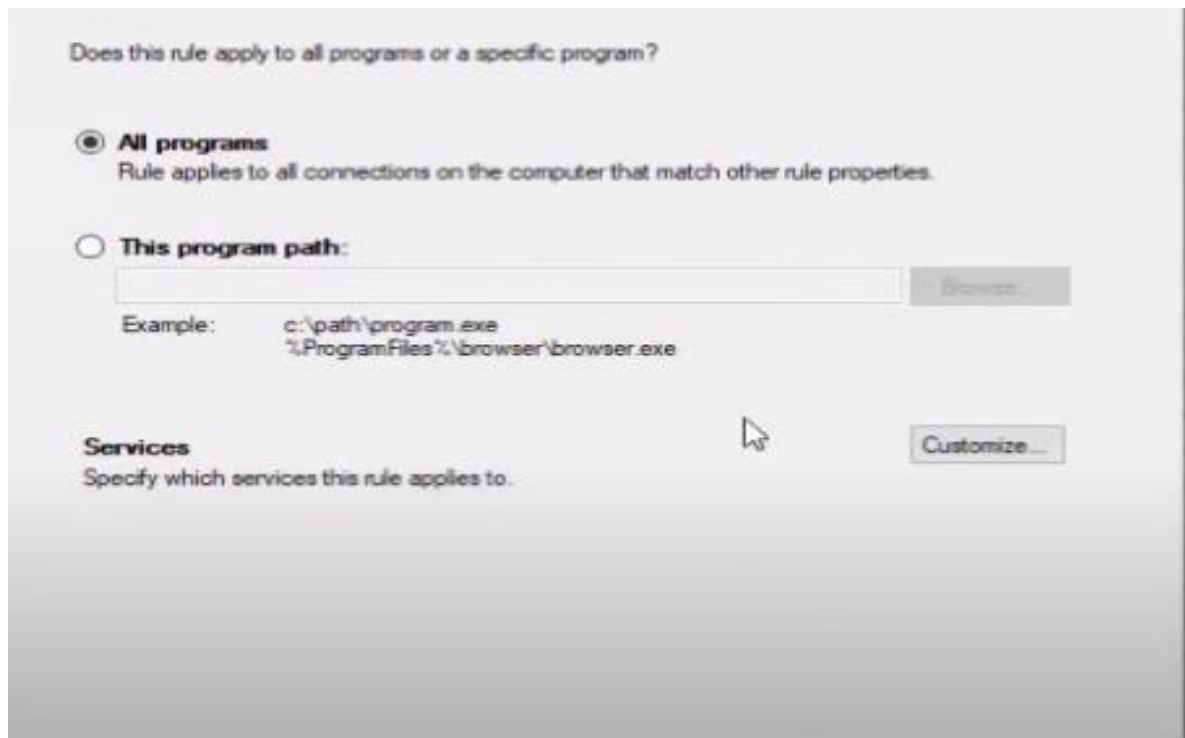 Does this rule apply to all programs or a specific program?
All programs
Rule applies to all connections on the computer that match other rule properties.
This program path:
Browse...
Example: c:\path\program.exe
%ProgramFiles%\browser\browser.exe
Services
Customize...
Specify which services this rule applies to.